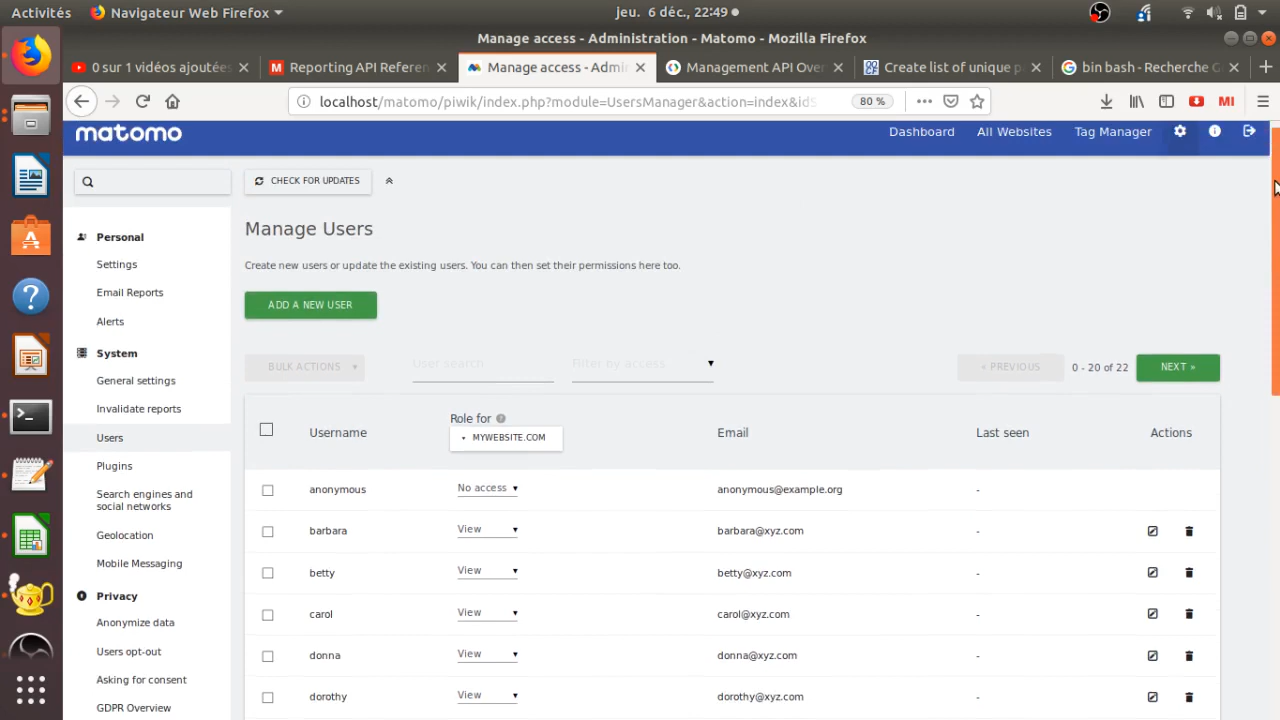 Activités
Navigateur Web Firefox
jeu. 6 déc., 22:49
Manage access - Administration - Matomo - Mozilla Firefox
0 sur 1 vidéos ajoutées
Reporting API Referen
Manage access - Admin
Management API Over
Create list of unique p
bin bash - Recherche G
localhost/matomo/piwik/index.php?module=UsersManager&action=index&idS
80 %
MI
matomo
Dashboard
All Websites
Tag Manager
CHECK FOR UPDATES
Personal
Settings
Email Reports
Alerts
System
General settings
Invalidate reports
Users
Plugins
Search engines and
social networks
Geolocation
Mobile Messaging
Privacy
Anonymize data
Users opt-out
Asking for consent
GDPR Overview
Manage Users
Create new users or update the existing users. You can then set their permissions here too.
ADD A NEW USER
BULK ACTIONS
User search
Filter by access
« PREVIOUS
0 - 20 of 22
NEXT »
Username
Role for
MYWEBSITE.COM
Email
Last seen
Actions
anonymous No access anonymous@example.org -
barbara View barbara@xyz.com -
betty View betty@xyz.com -
carol View carol@xyz.com -
donna View donna@xyz.com -
dorothy View dorothy@xyz.com -